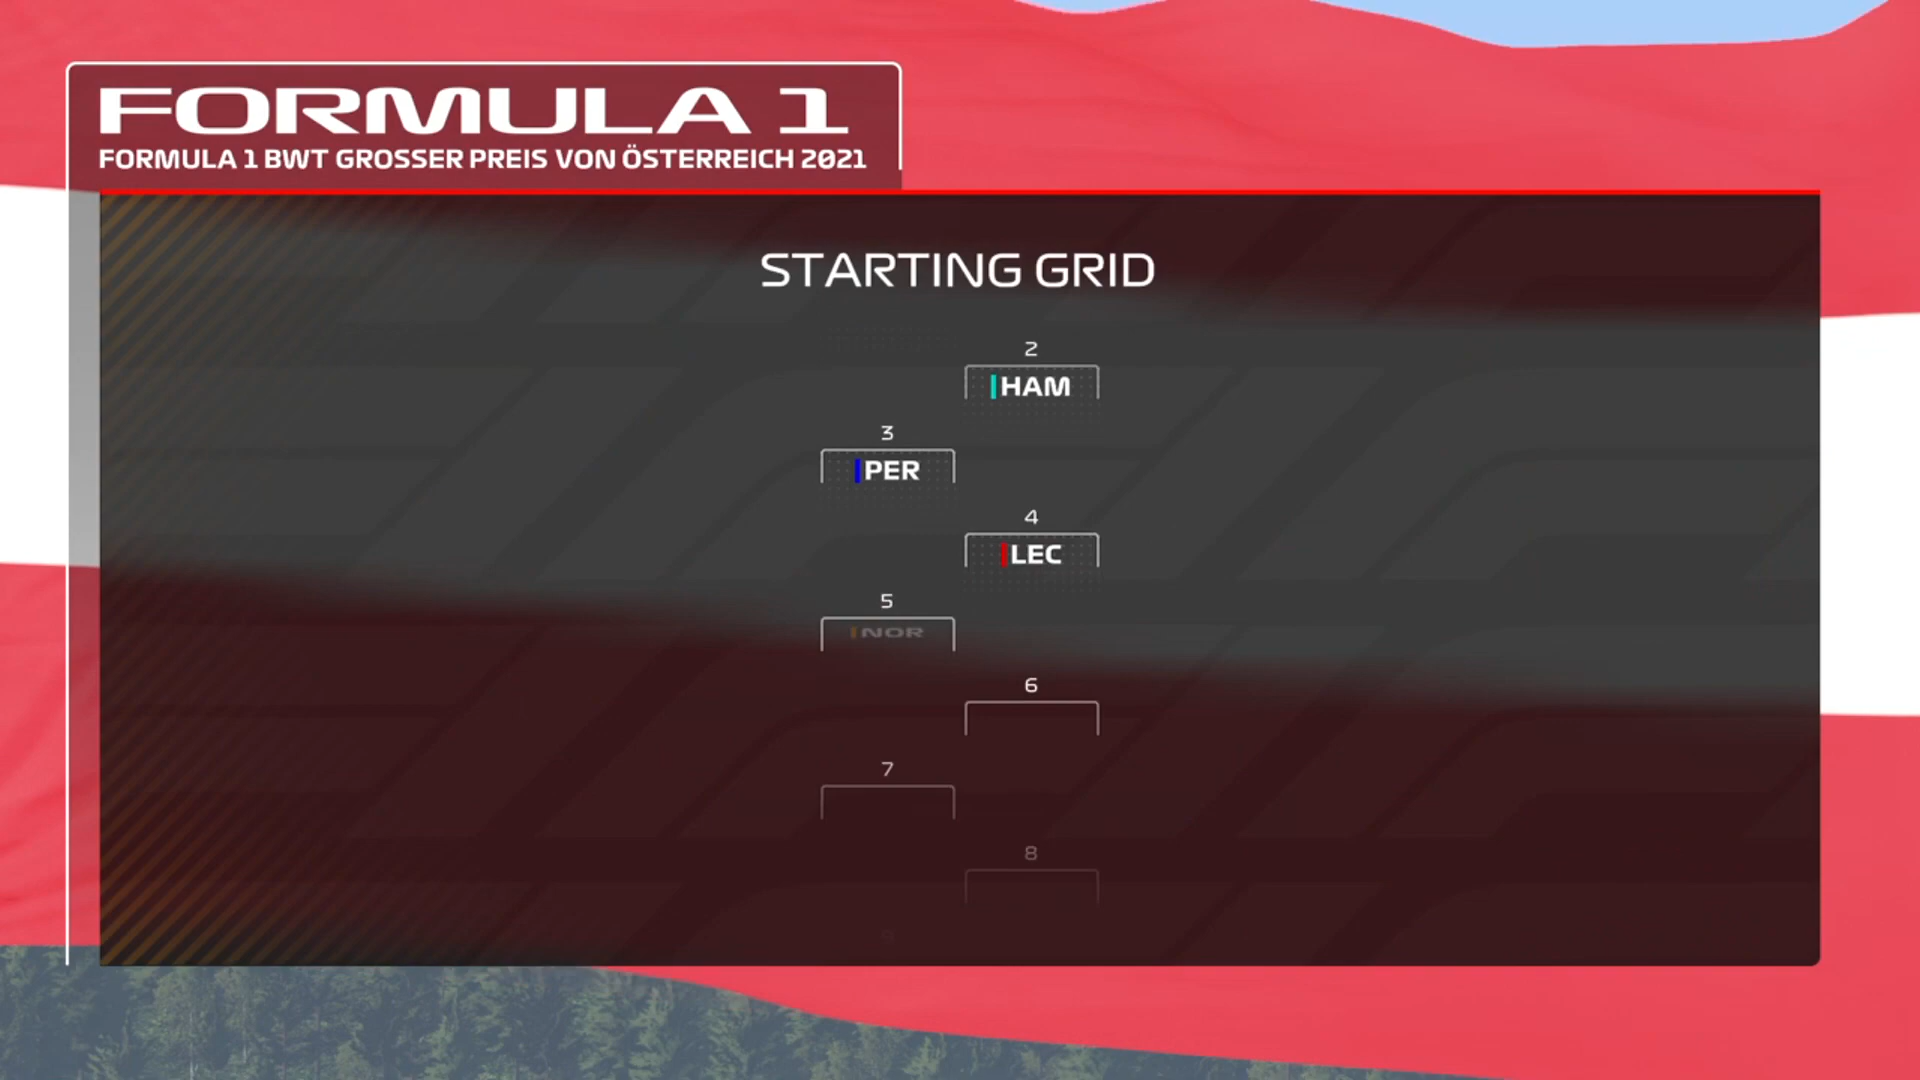 FORMULA 1
FORMULA 1 BWT GROSSER PREIS VON ÖSTERREICH 2021
STARTING GRID
2
HAM
3
PER
4
LEC
5
NOR
6
7
8
9